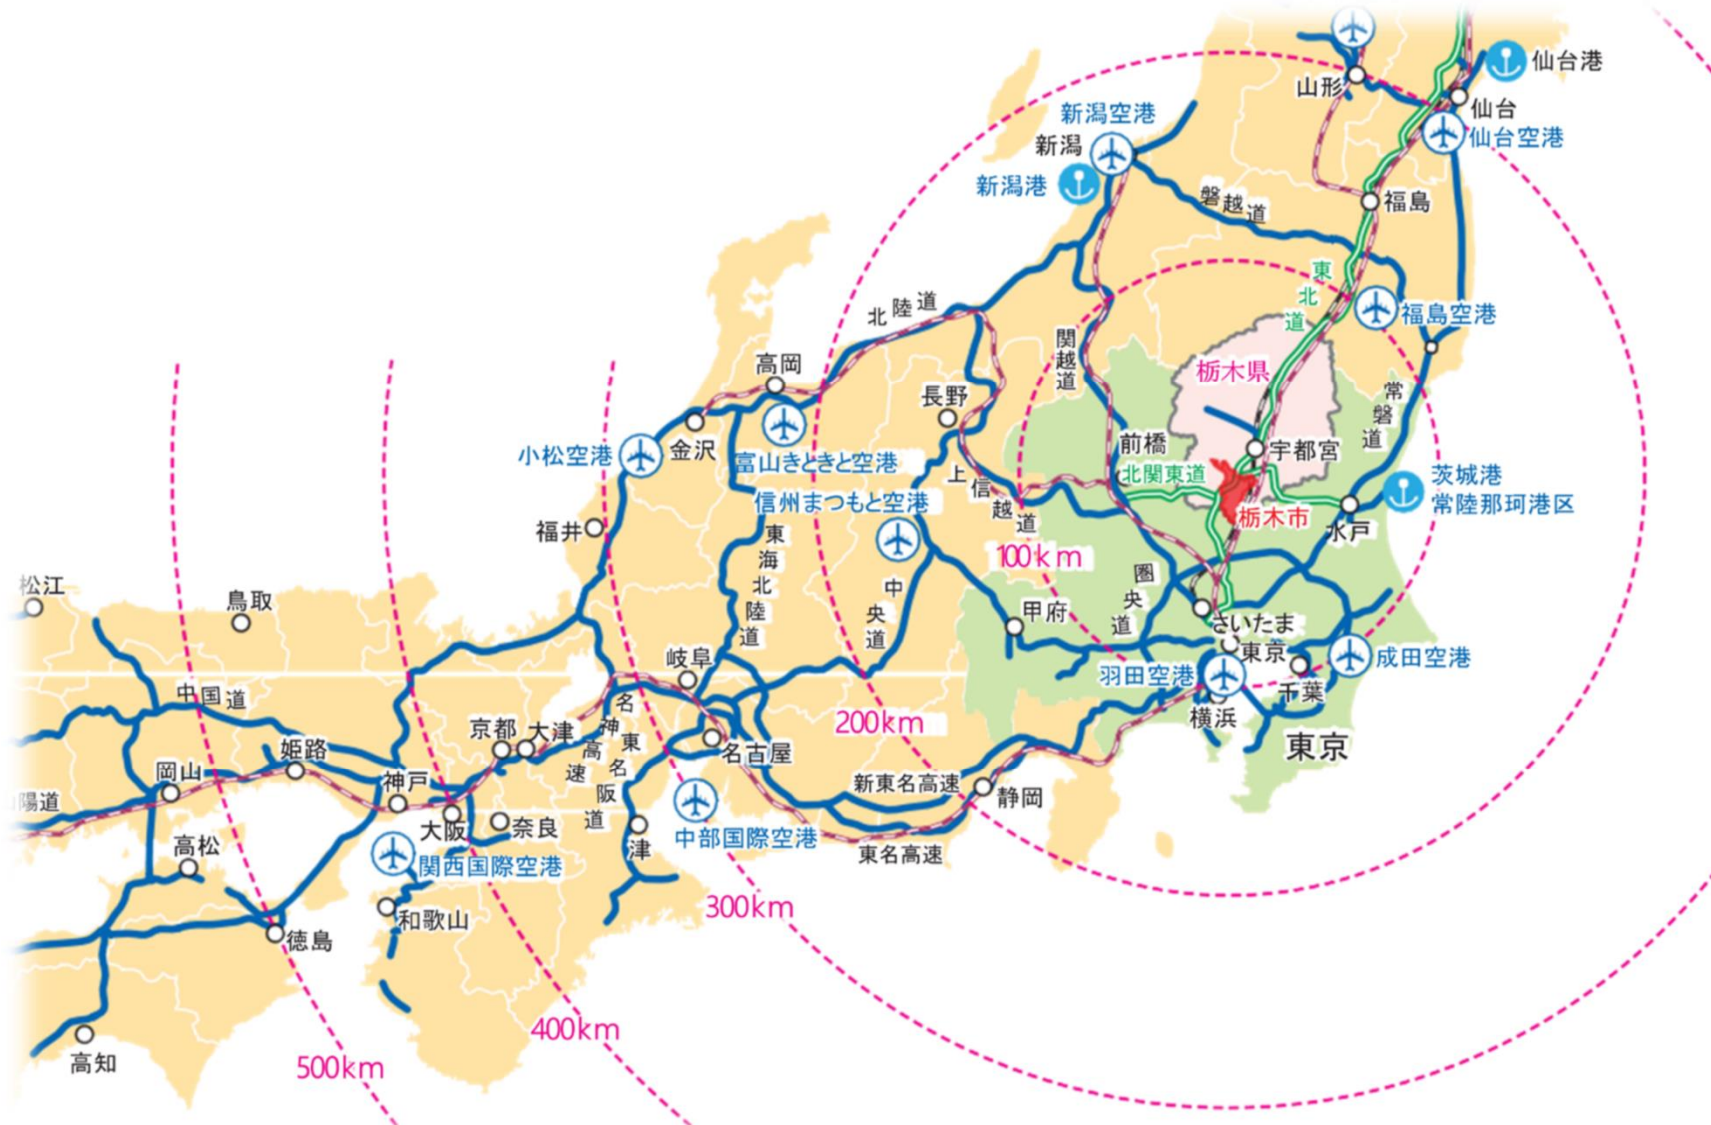 仙台港
山形
仙台
新潟空港
仙台空港
新潟
新潟港
磐越道
福島
東北道
北陸道
福島空港
関越道
高岡
栃木県
長野
常磐道
金沢
小松空港
前橋
宇都宮
富山きときと空港
上信越道
北関東道
茨城港
常陸那珂港区
信州まつもと空港
栃木市
水戸
福井
東海北陸道
100km
圏央道
松江
鳥取
中央道
甲府
さいたま
東京
岐阜
羽田空港
成田空港
千葉
中国道
名神高速
横浜
200km
京都
大津
東名阪道
名古屋
東京
姫路
岡山
神戸
新東名高速
静岡
陽道
大阪
奈良
津
中部国際空港
東名高速
高松
関西国際空港
300km
和歌山
徳島
400km
高知
500km